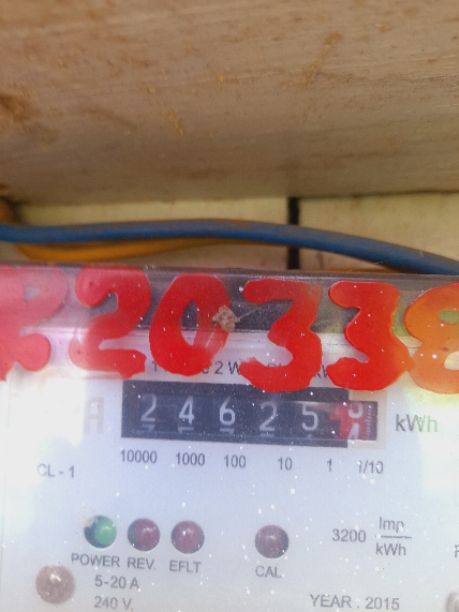 220338
24625
kWh
10000 1000 100 10 1 1/10
CL - 1
3200 Imp
kWh
POWER REV. EFLT CAL
5-20 A
240 V.
YEAR . 2015